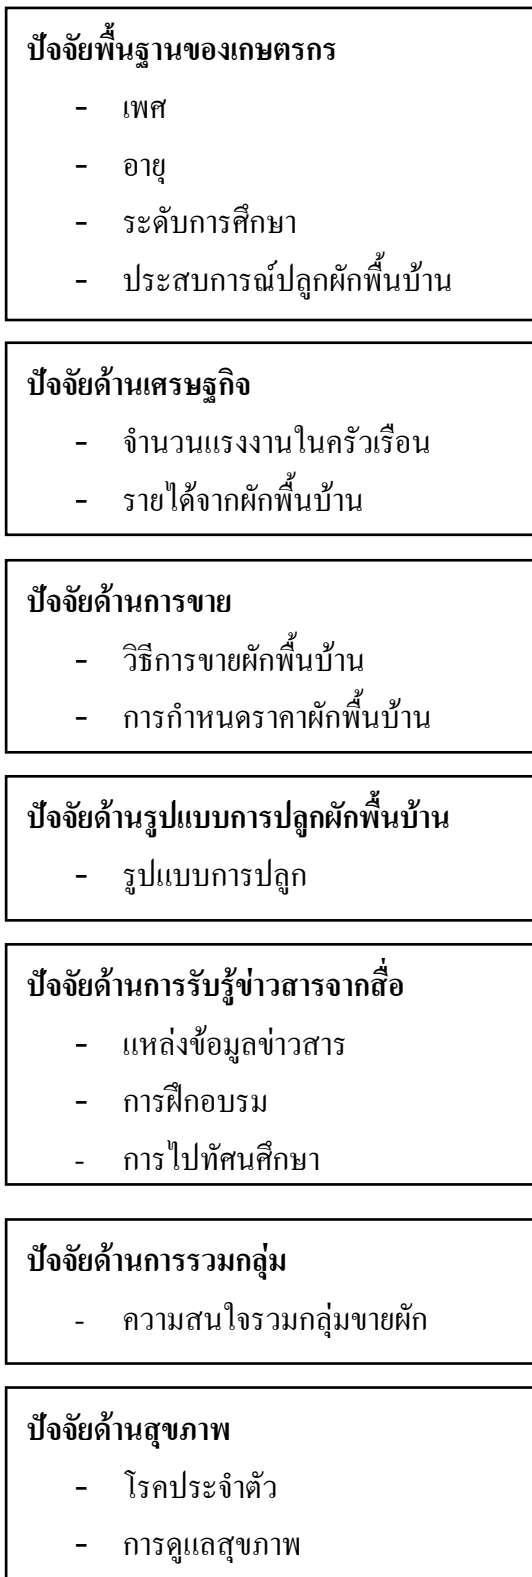 ปัจจัยพื้นฐานของเกษตรกร
- เพศ
- อายุ
- ระดับการศึกษา
- ประสบการณ์ปลูกผักพื้นบ้าน
ปัจจัยด้านเศรษฐกิจ
- จำนวนแรงงานในครัวเรือน
- รายได้จากผักพื้นบ้าน
ปัจจัยด้านการขาย
- วิธีการขายผักพื้นบ้าน
- การกำหนดราคาผักพื้นบ้าน
ปัจจัยด้านรูปแบบการปลูกผักพื้นบ้าน
- รูปแบบการปลูก
ปัจจัยด้านการรับรู้ข่าวสารจากสื่อ
- แหล่งข้อมูลข่าวสาร
- การฝึกอบรม
- การไปทัศนศึกษา
ปัจจัยด้านการรวมกลุ่ม
- ความสนใจรวมกลุ่มขายผัก
ปัจจัยด้านสุขภาพ
- โรคประจำตัว
- การดูแลสุขภาพ